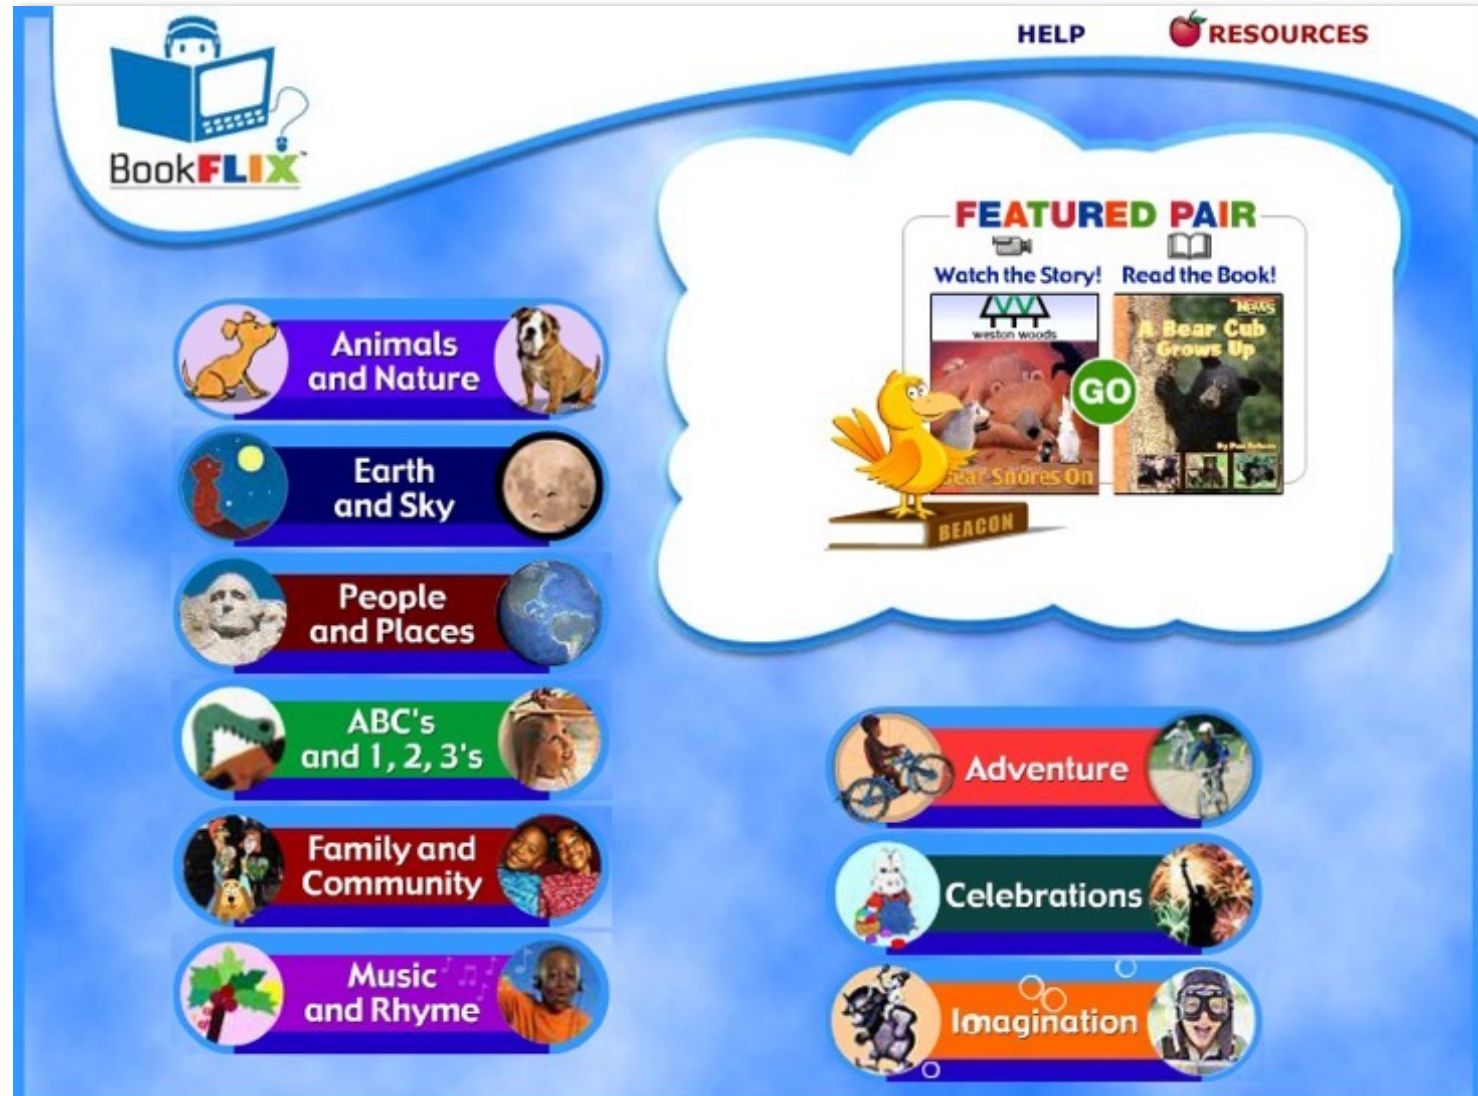 HELP
RESOURCES
BookFLIX™
FEATURED PAIR
Watch the Story!
Read the Book!
weston woods
NEWS
A Bear Cub
Grows Up
GO
Bear Snores On
BEACON
Animals
and Nature
Earth
and Sky
People
and Places
ABC's
and 1, 2, 3's
Family and
Community
Music
and Rhyme
Adventure
Celebrations
Imagination